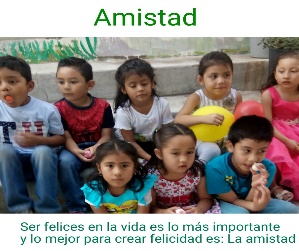 Amistad
Ser felices en la vida es lo más importante
y lo mejor para crear felicidad es: La amistad